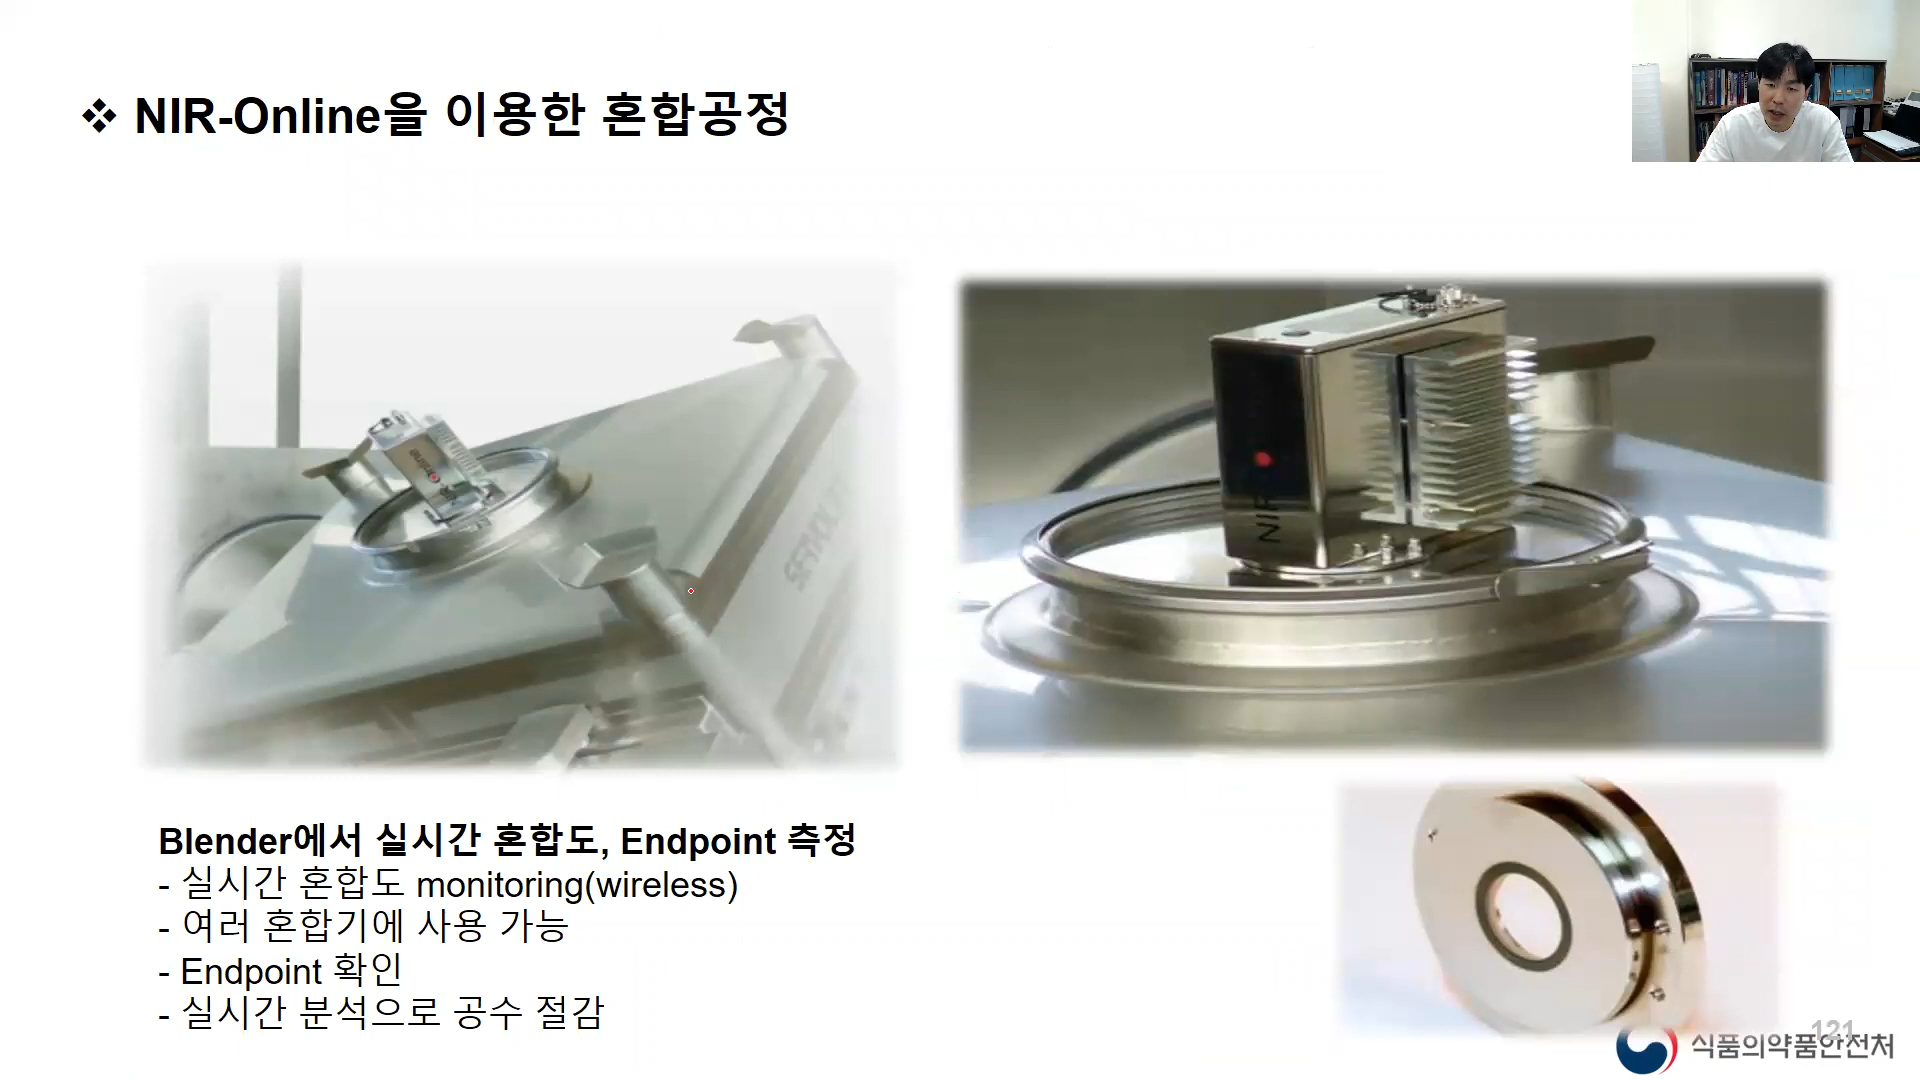 ❖ NIR-Online을 이용한 혼합공정
NIR
Blender에서 실시간 혼합도, Endpoint 측정
- 실시간 혼합도 monitoring(wireless)
- 여러 혼합기에 사용 가능
- Endpoint 확인
- 실시간 분석으로 공수 절감
121
식품의약품안전처